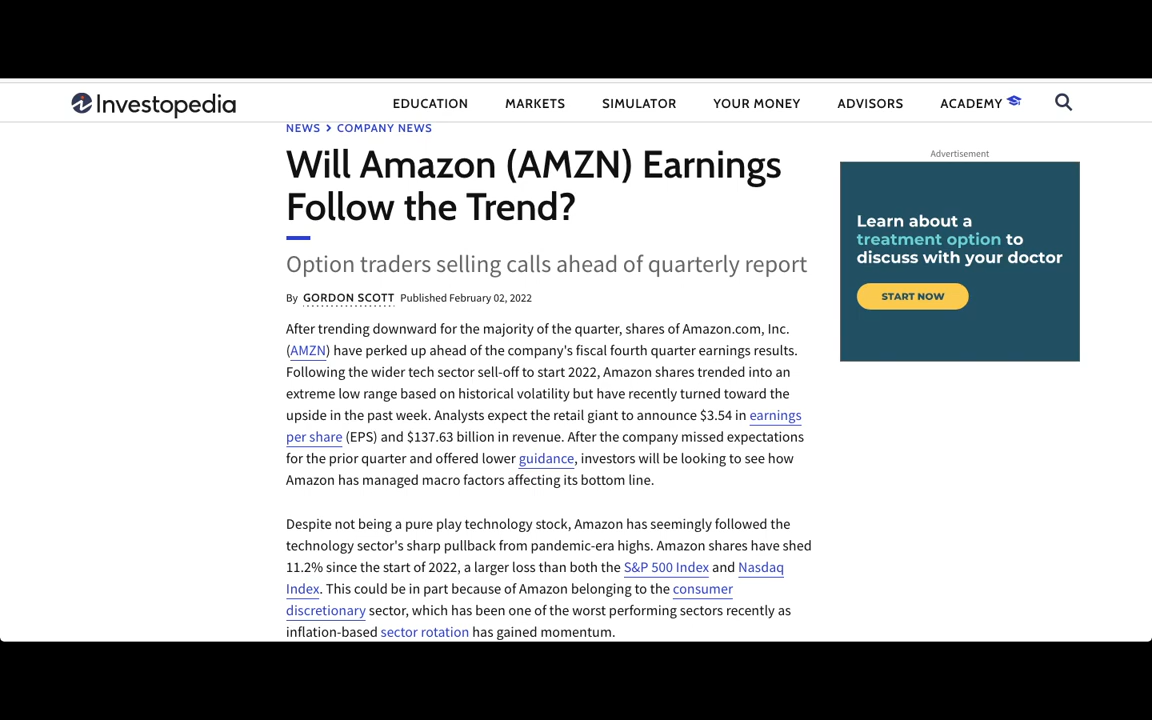 Investopedia
EDUCATION MARKETS SIMULATOR YOUR MONEY ADVISORS ACADEMY
NEWS > COMPANY NEWS
Will Amazon (AMZN) Earnings
Follow the Trend?
Option traders selling calls ahead of quarterly report
By GORDON SCOTT Published February 02, 2022
After trending downward for the majority of the quarter, shares of Amazon.com, Inc.
(AMZN) have perked up ahead of the company's fiscal fourth quarter earnings results.
Following the wider tech sector sell-off to start 2022, Amazon shares trended into an
extreme low range based on historical volatility but have recently turned toward the
upside in the past week. Analysts expect the retail giant to announce $3.54 in earnings
per share (EPS) and $137.63 billion in revenue. After the company missed expectations
for the prior quarter and offered lower guidance, investors will be looking to see how
Amazon has managed macro factors affecting its bottom line.
Despite not being a pure play technology stock, Amazon has seemingly followed the
technology sector's sharp pullback from pandemic-era highs. Amazon shares have shed
11.2% since the start of 2022, a larger loss than both the S&P 500 Index and Nasdaq
Index. This could be in part because of Amazon belonging to the consumer
discretionary sector, which has been one of the worst performing sectors recently as
inflation-based sector rotation has gained momentum.
Advertisement
Learn about a
treatment option to
discuss with your doctor
START NOW